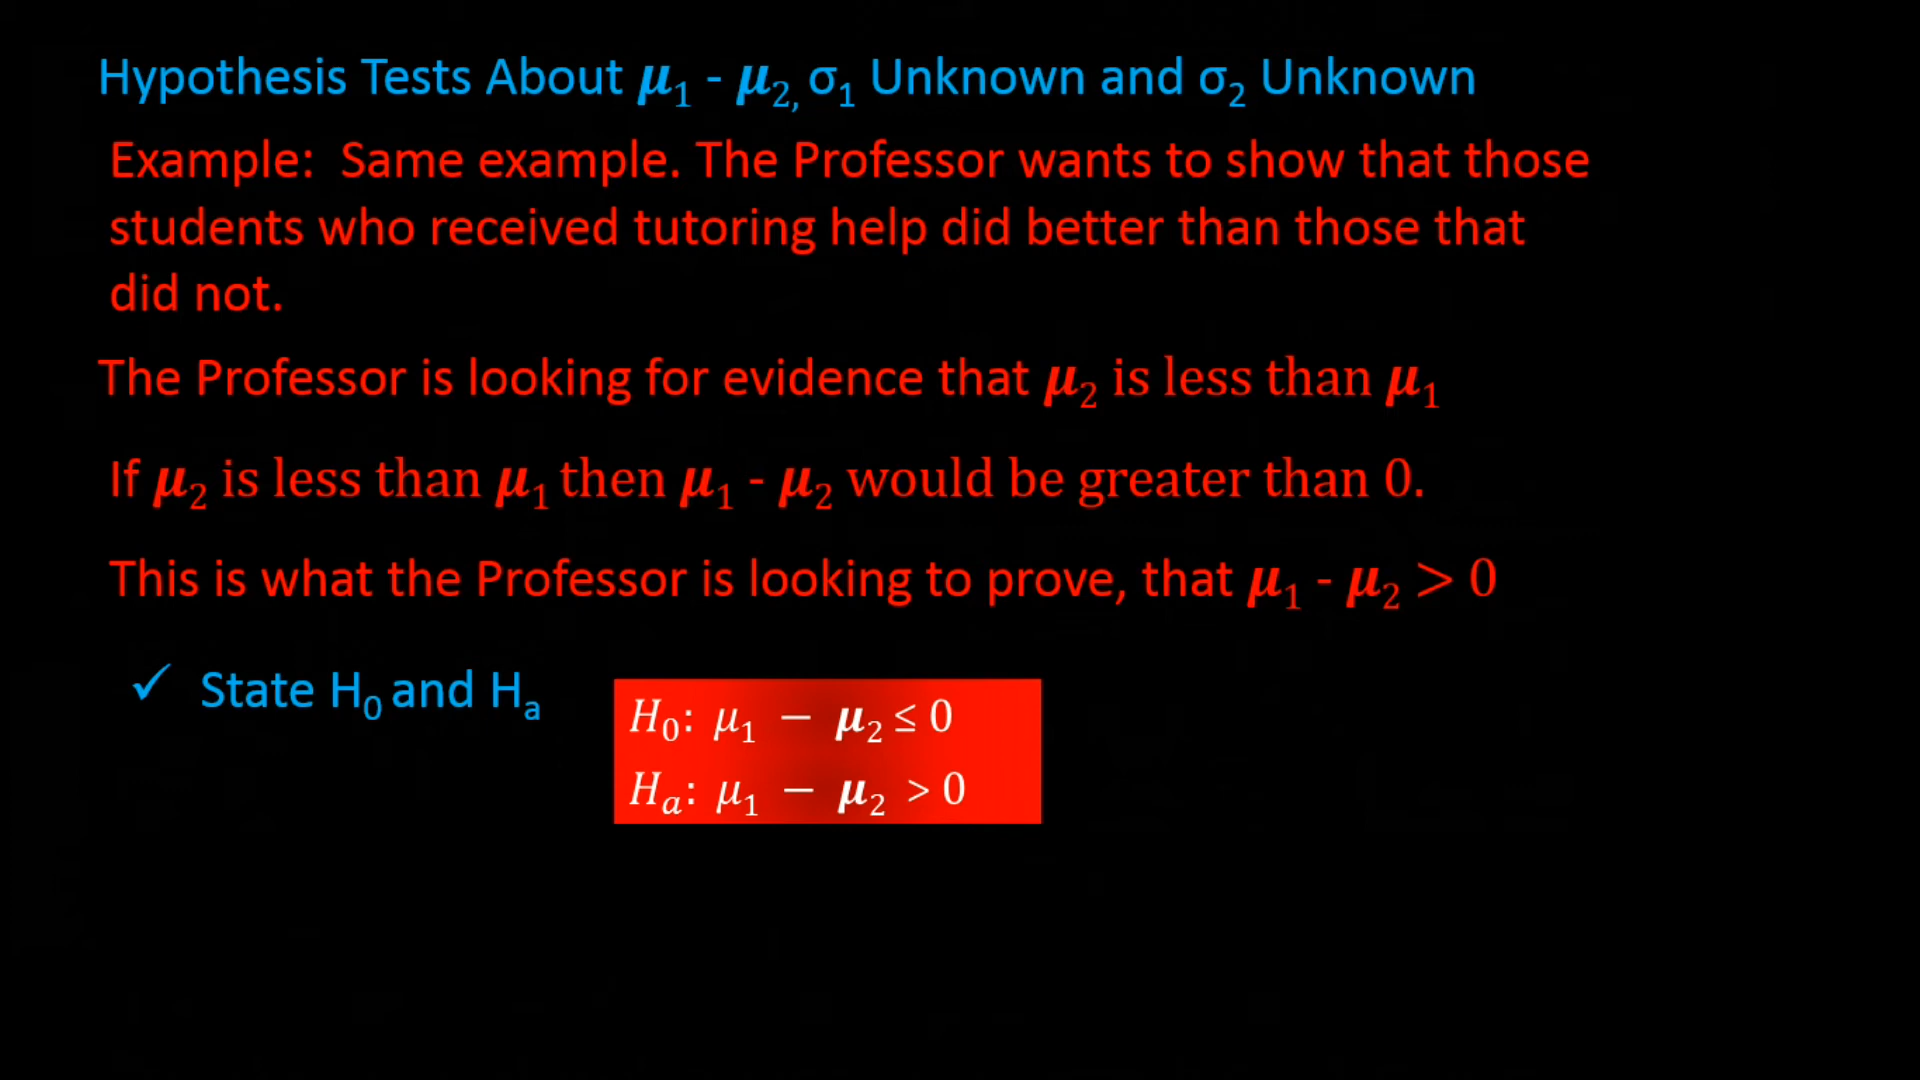 Hypothesis Tests About μ₁ - μ₂, σ₁ Unknown and σ₂ Unknown
Example:  Same example. The Professor wants to show that those
students who received tutoring help did better than those that
did not.
The Professor is looking for evidence that μ₂ is less than μ₁
If μ₂ is less than μ₁ then μ₁ - μ₂ would be greater than 0.
This is what the Professor is looking to prove, that μ₁ - μ₂ > 0
✓ State H₀ and Hₐ
H₀: μ₁ − μ₂ ≤ 0
Hₐ: μ₁ − μ₂ > 0